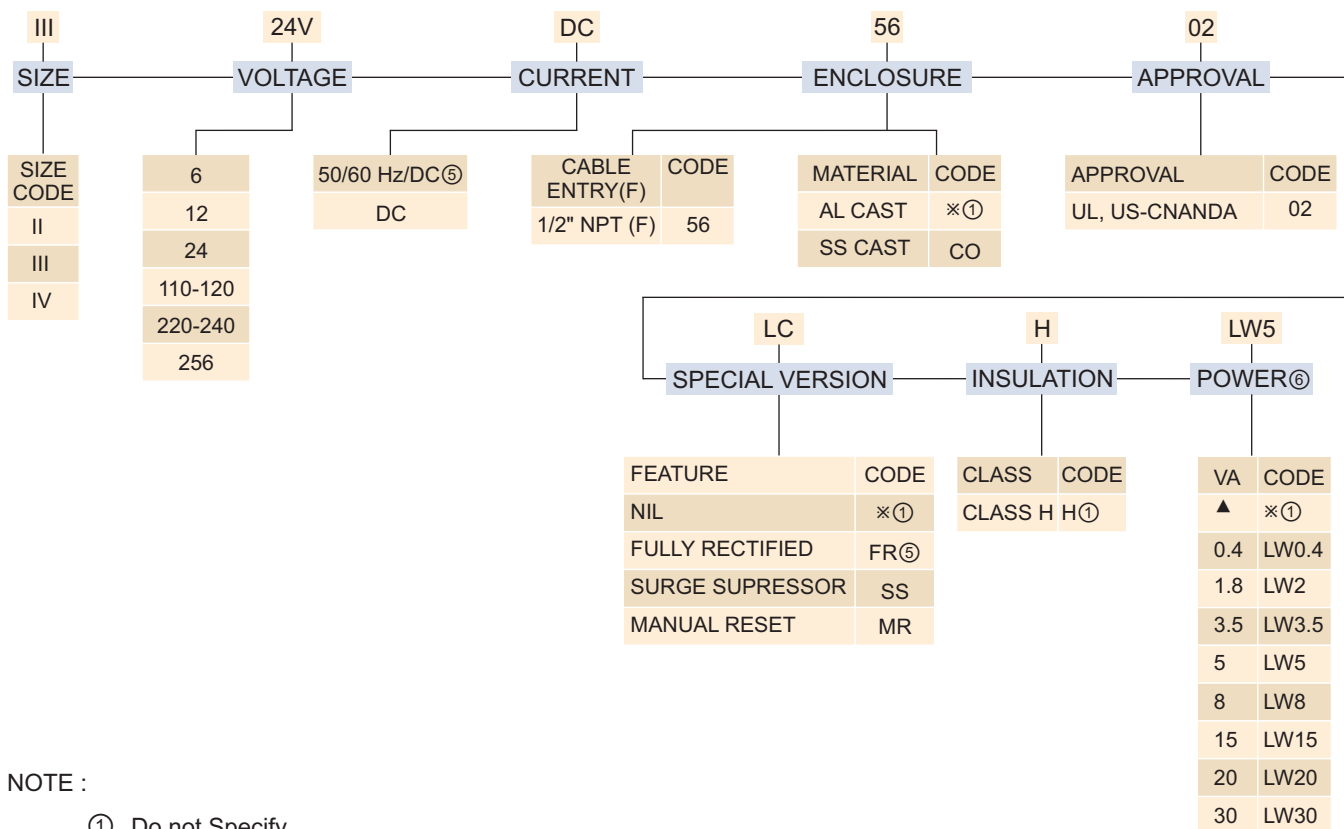 III 24V DC 56 02
SIZE VOLTAGE CURRENT ENCLOSURE APPROVAL
SIZE CODE
II
III
IV
6
12
24
110-120
220-240
256
50/60 Hz/DC⑤
DC
CABLE ENTRY(F) CODE
1/2" NPT (F) 56
MATERIAL CODE
AL CAST ※①
SS CAST CO
APPROVAL CODE
UL, US-CNANDA 02
LC H LW5
SPECIAL VERSION INSULATION POWER⑥
FEATURE CODE
NIL ※①
FULLY RECTIFIED FR⑤
SURGE SUPRESSOR SS
MANUAL RESET MR
CLASS CODE
CLASS H H①
VA CODE
▲ ※①
0.4 LW0.4
1.8 LW2
3.5 LW3.5
5 LW5
8 LW8
15 LW15
20 LW20
30 LW30
NOTE :
① Do not Specify